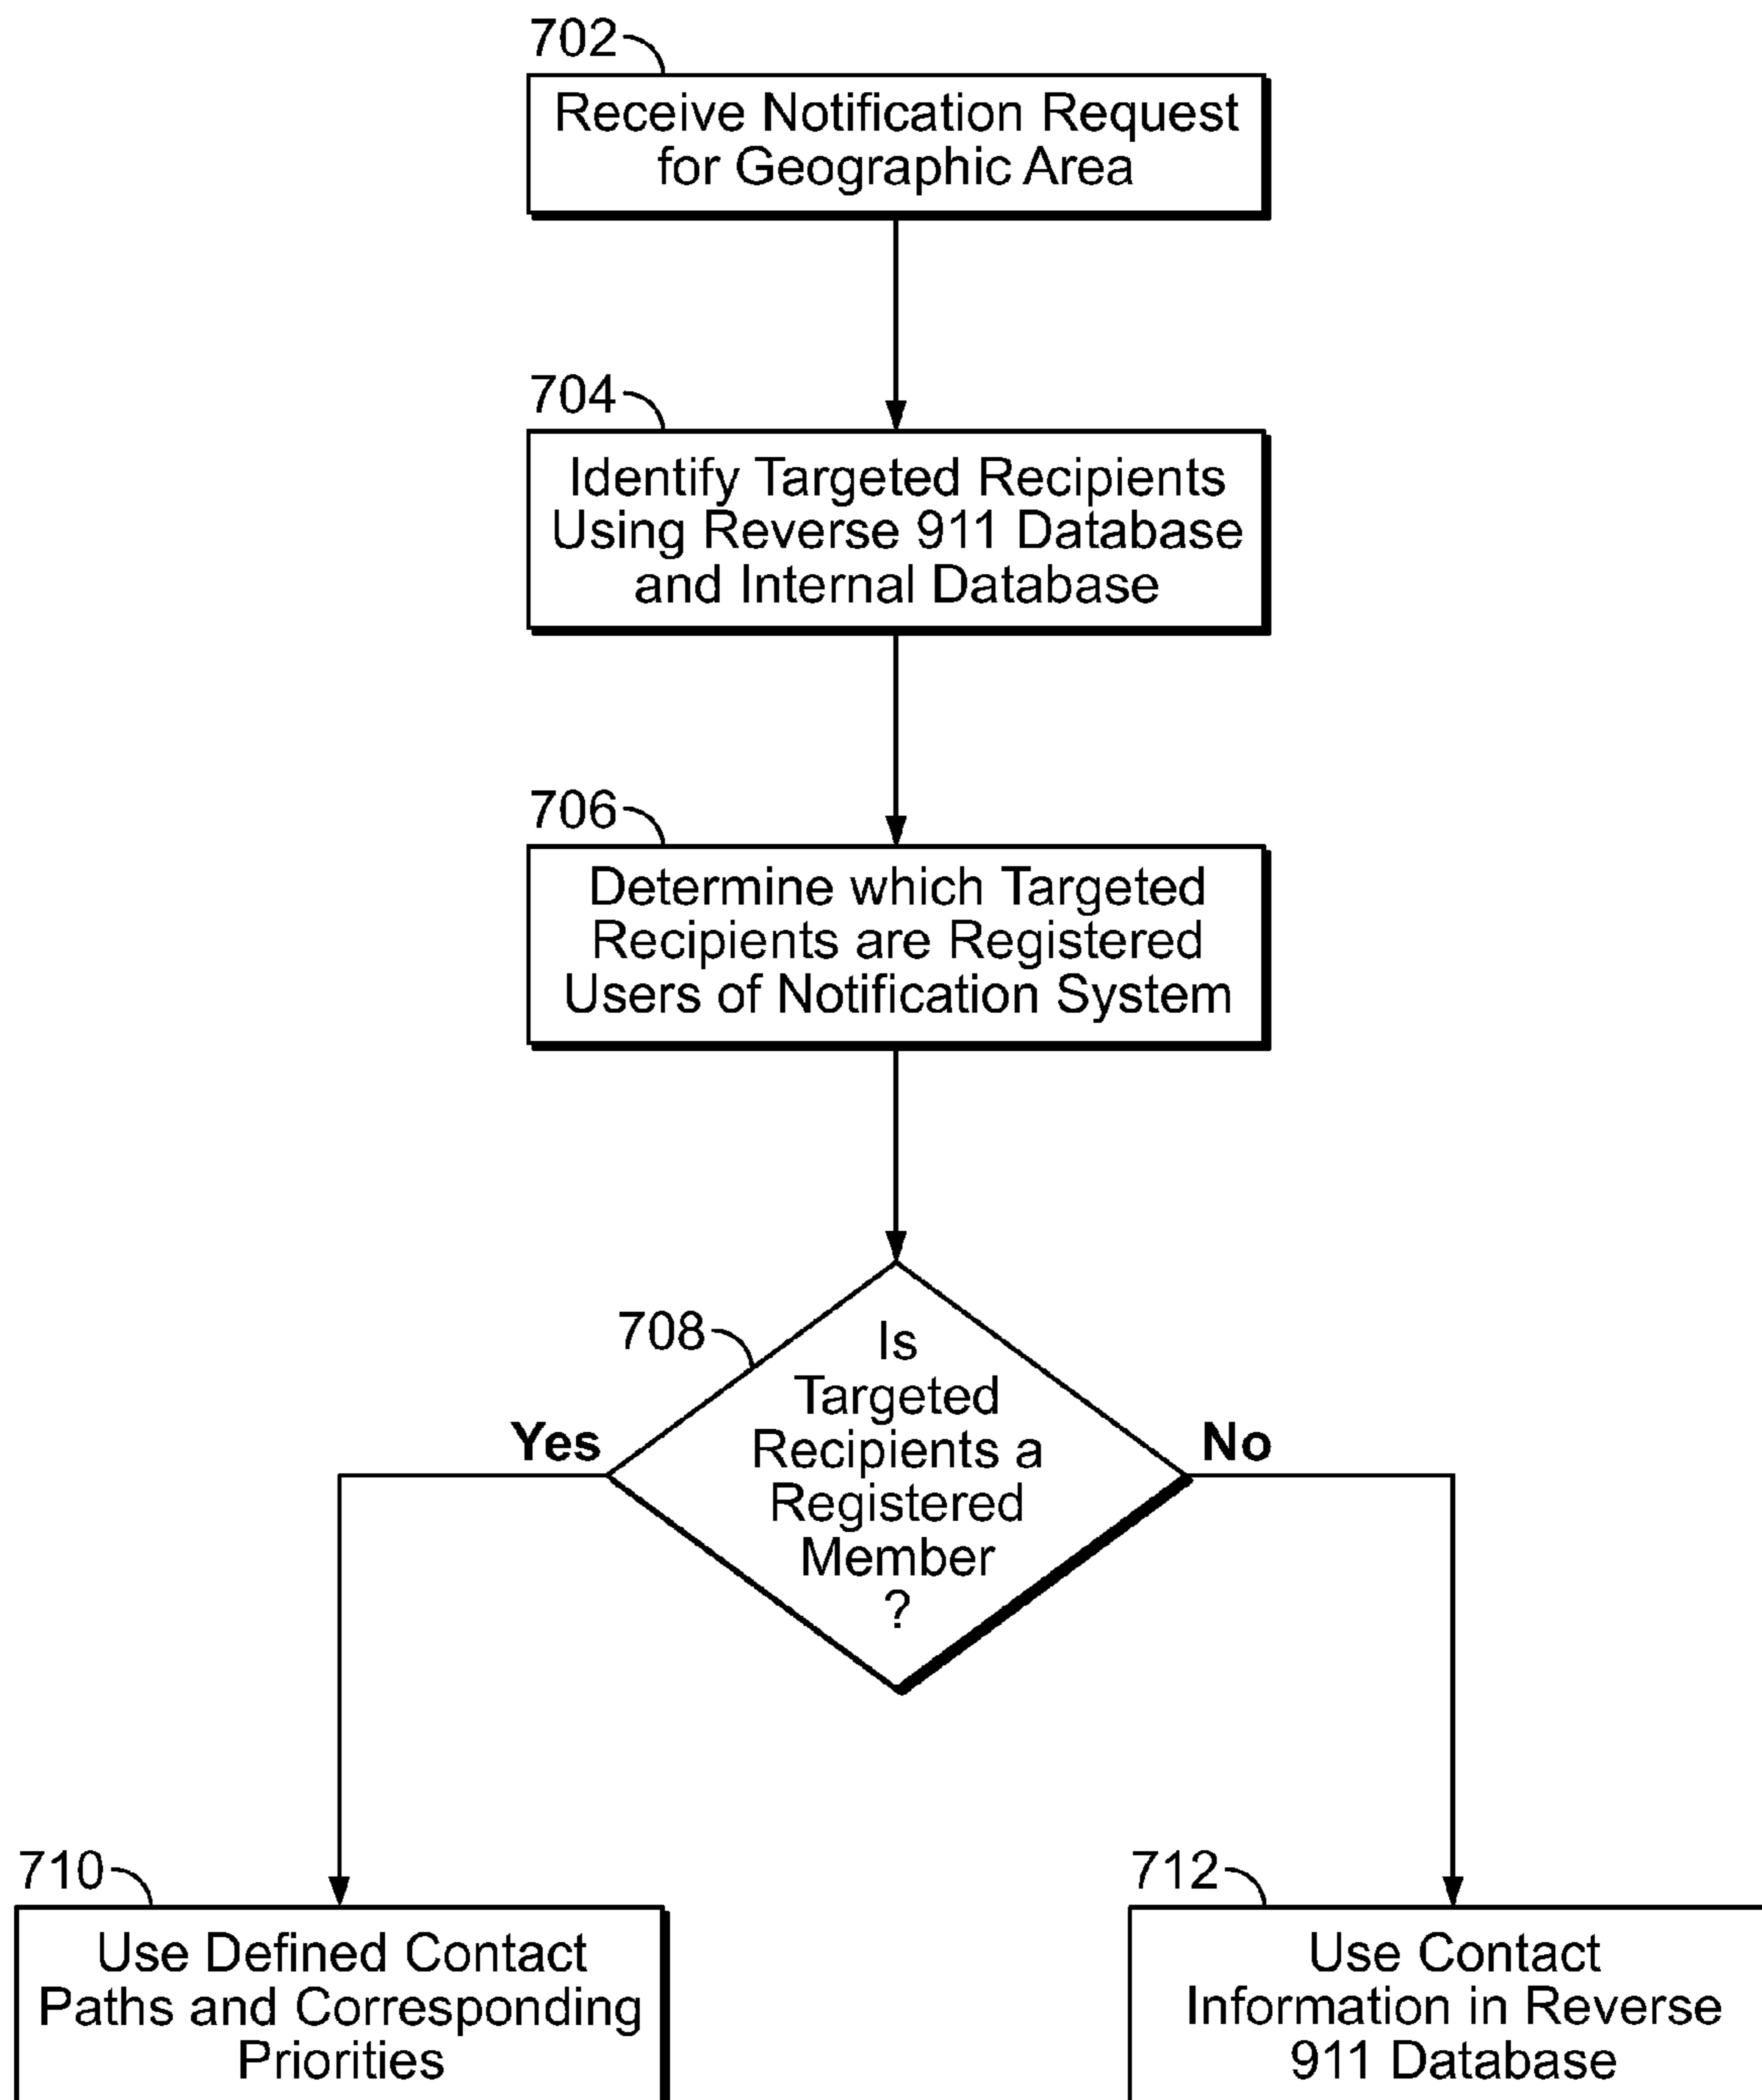 702
Receive Notification Request
for Geographic Area
704
Identify Targeted Recipients
Using Reverse 911 Database
and Internal Database
706
Determine which Targeted
Recipients are Registered
Users of Notification System
708
Is
Targeted
Recipients a
Registered
Member
?
Yes
No
710
Use Defined Contact
Paths and Corresponding
Priorities
712
Use Contact
Information in Reverse
911 Database